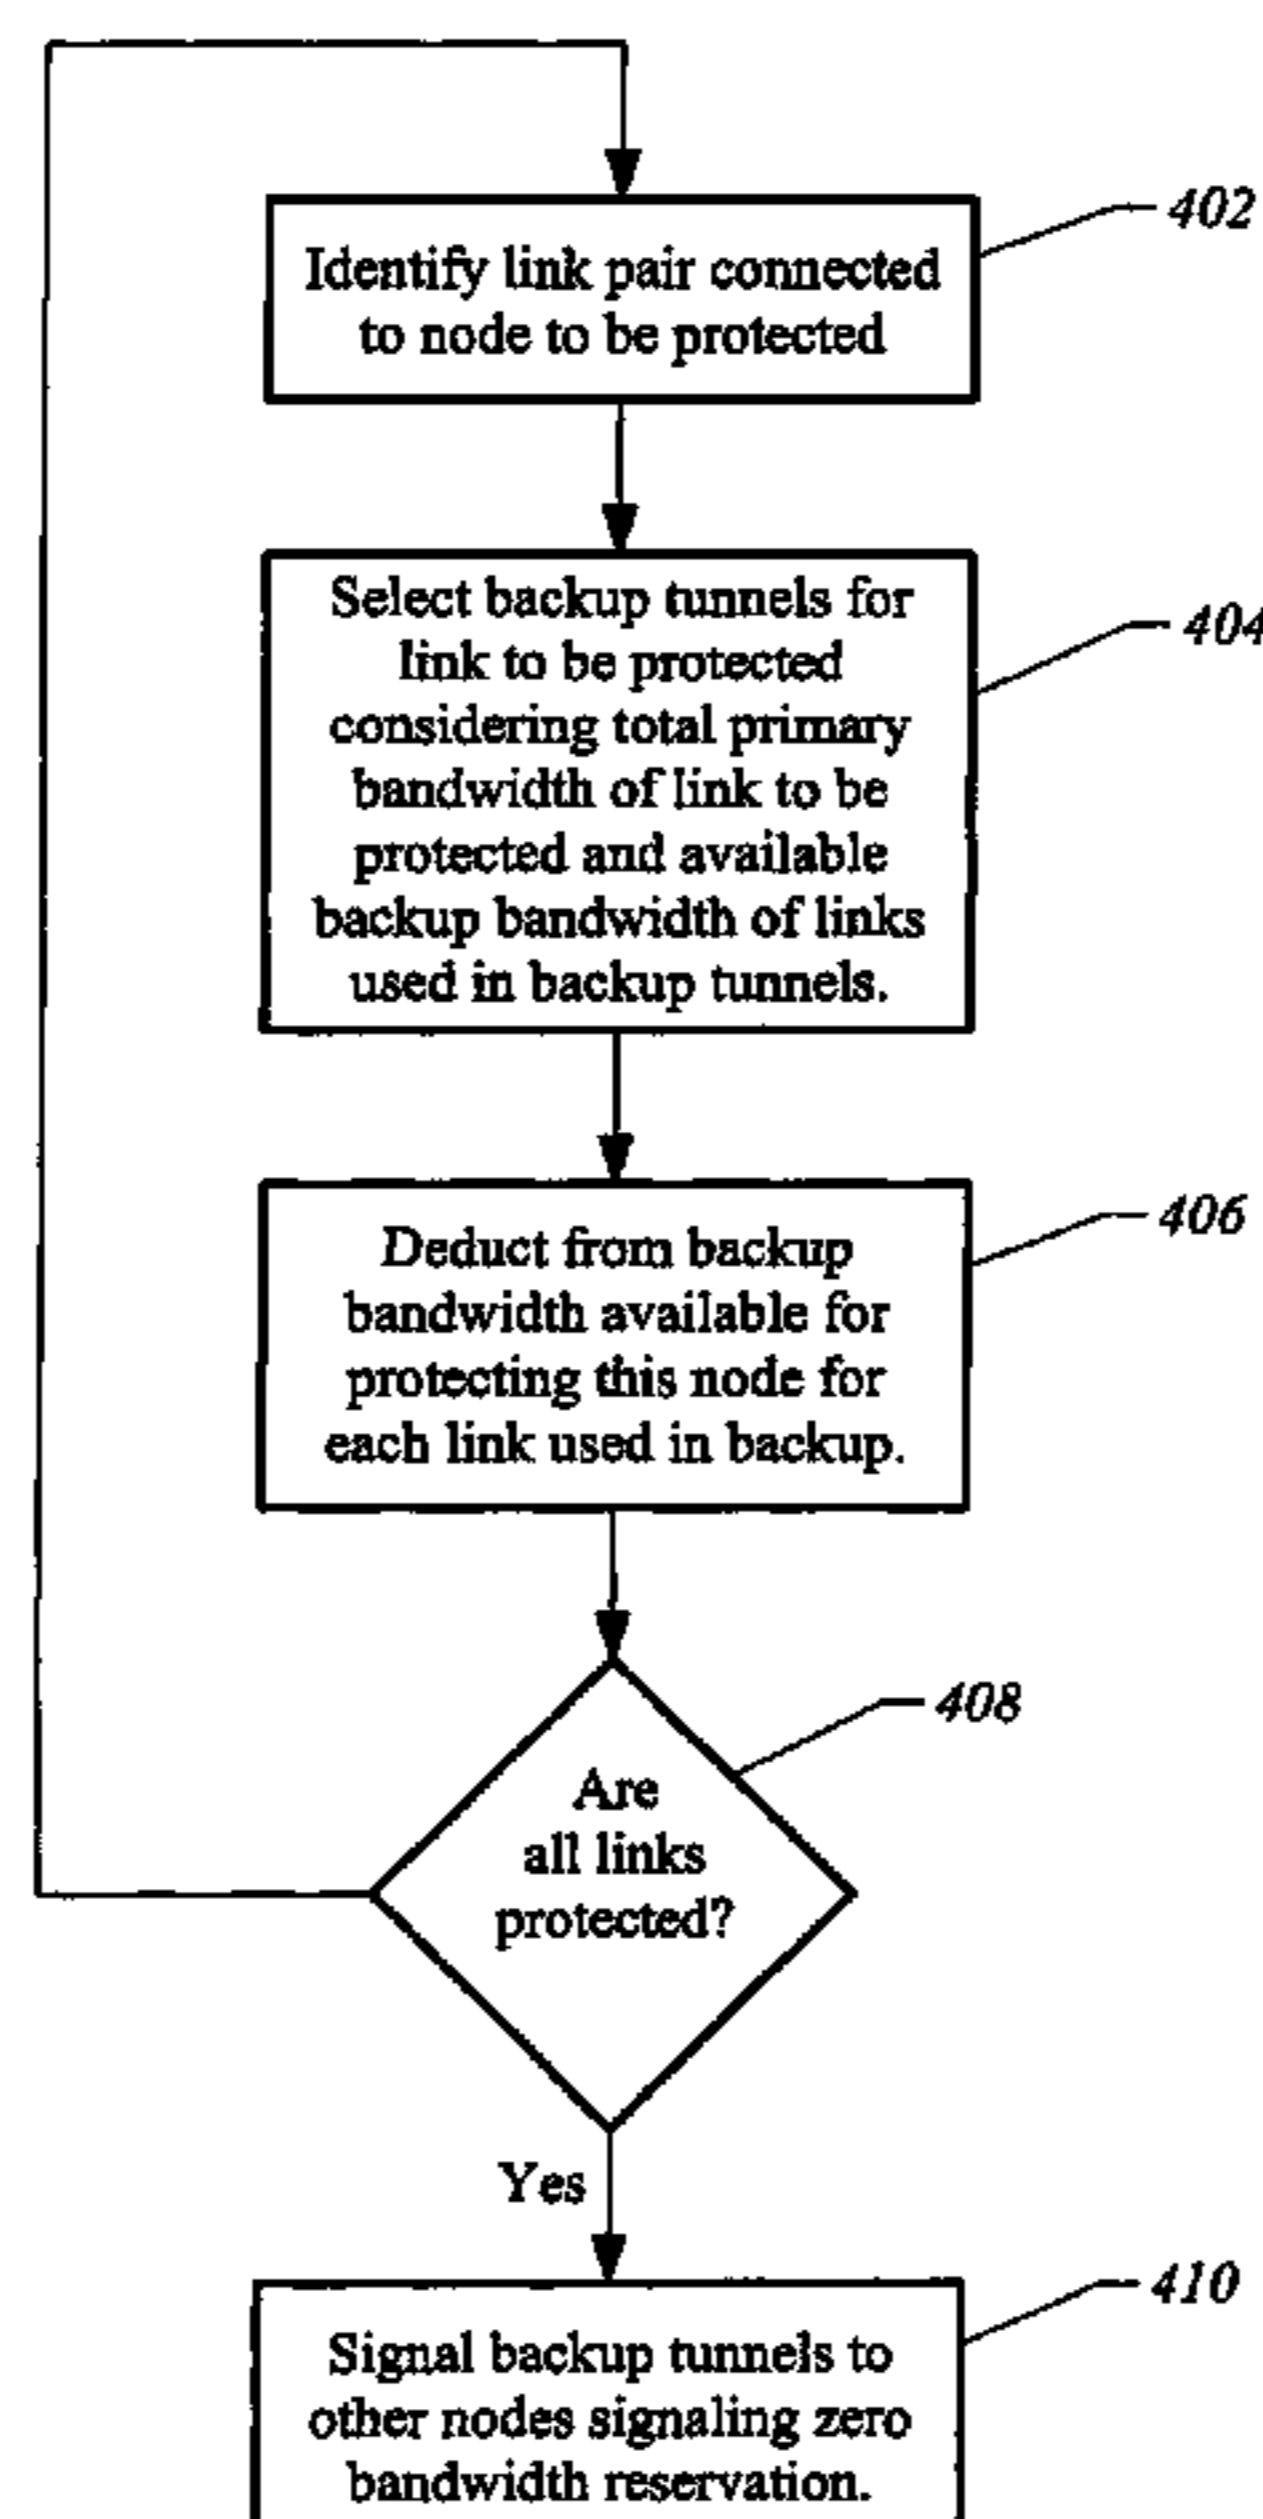 402
Identify link pair connected
to node to be protected
404
Select backup tunnels for
link to be protected
considering total primary
bandwidth of link to be
protected and available
backup bandwidth of links
used in backup tunnels.
406
Deduct from backup
bandwidth available for
protecting this node for
each link used in backup.
408
Are
all links
protected?
Yes
410
Signal backup tunnels to
other nodes signaling zero
bandwidth reservation.